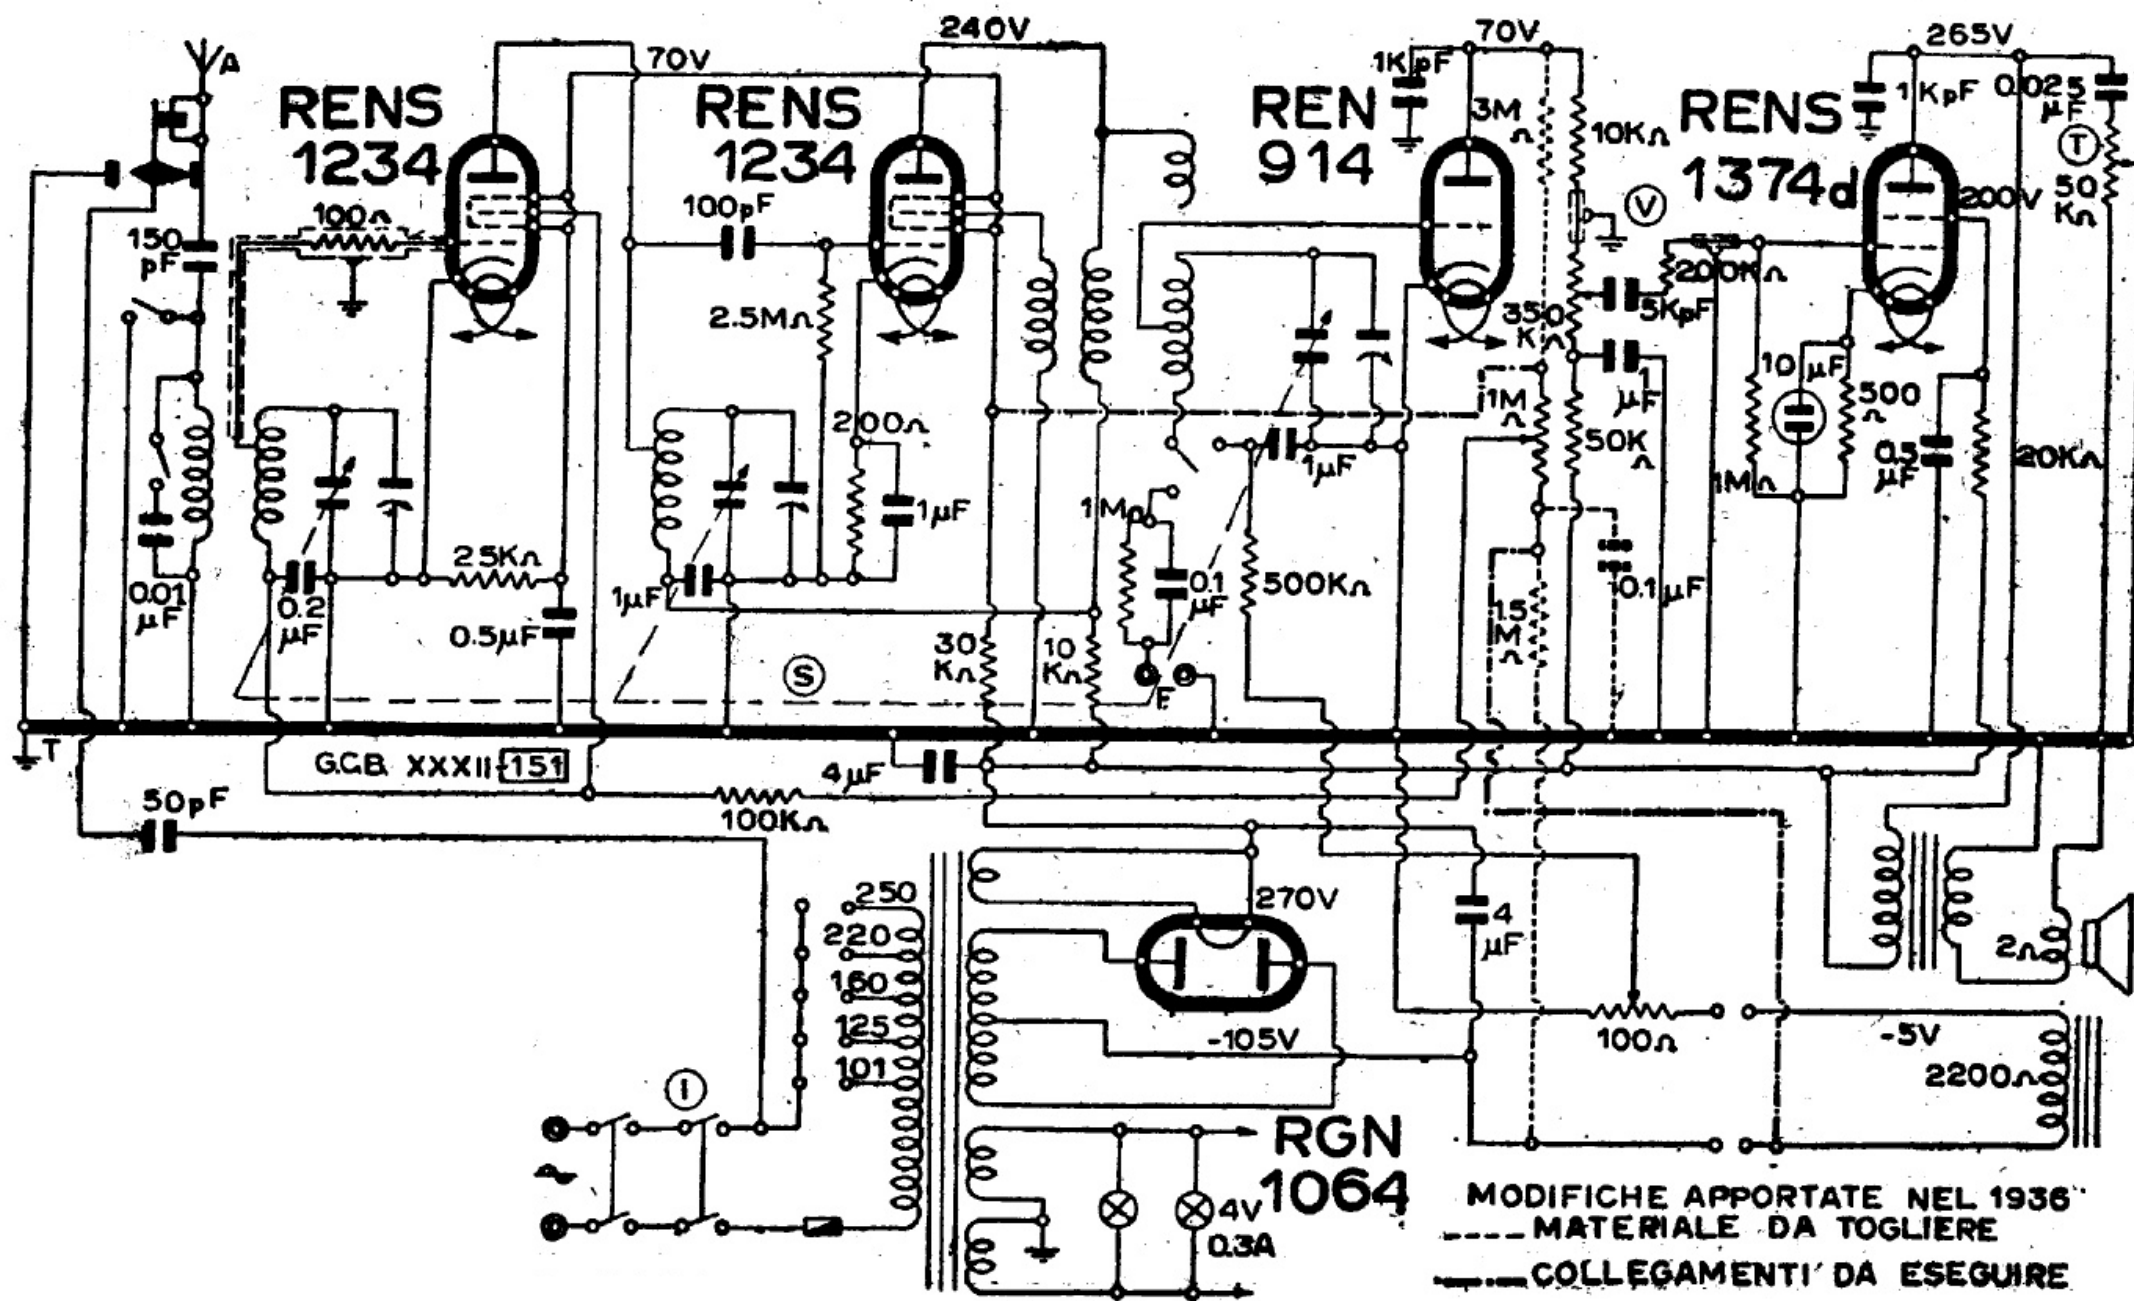 A
RENS
1234
100Ω
150
pF
0.01
µF
0.2
µF
25KΩ
0.5µF
70V
RENS
1234
100pF
2.5MΩ
200Ω
1µF
1µF
240V
30
KΩ
10
KΩ
S
1MΩ
0.1
µF
F
500KΩ
1µF
REN
914
1KpF
70V
3M
Ω
10KΩ
V
350
KΩ
5KpF
1
µF
1M
Ω
50K
Ω
1.5
M
Ω
0.1µF
RENS
1374d
265V
1KpF
0.025
µF
T
50
KΩ
200V
200KΩ
10µF
500
Ω
1MΩ
0.5
µF
20KΩ
T
G.C.B. XXXII-151
4µF
50pF
100KΩ
250
220
160
125
101
I
270V
-105V
4
µF
RGN
1064
4V
0.3A
2Ω
100Ω
-5V
2200Ω
MODIFICHE APPORTATE NEL 1936
---- MATERIALE DA TOGLIERE
COLLEGAMENTI DA ESEGUIRE